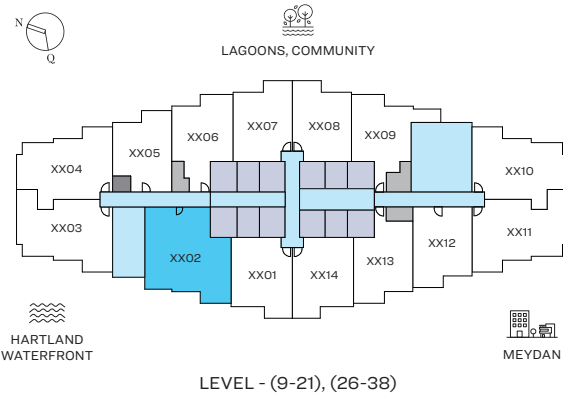 N
Q
LAGOONS, COMMUNITY
XX07
XX08
XX06
XX09
XX05
XX04
XX10
XX03
XX11
XX12
XX13
XX02
XX01
XX14
HARTLAND
WATERFRONT
MEYDAN
LEVEL - (9-21), (26-38)